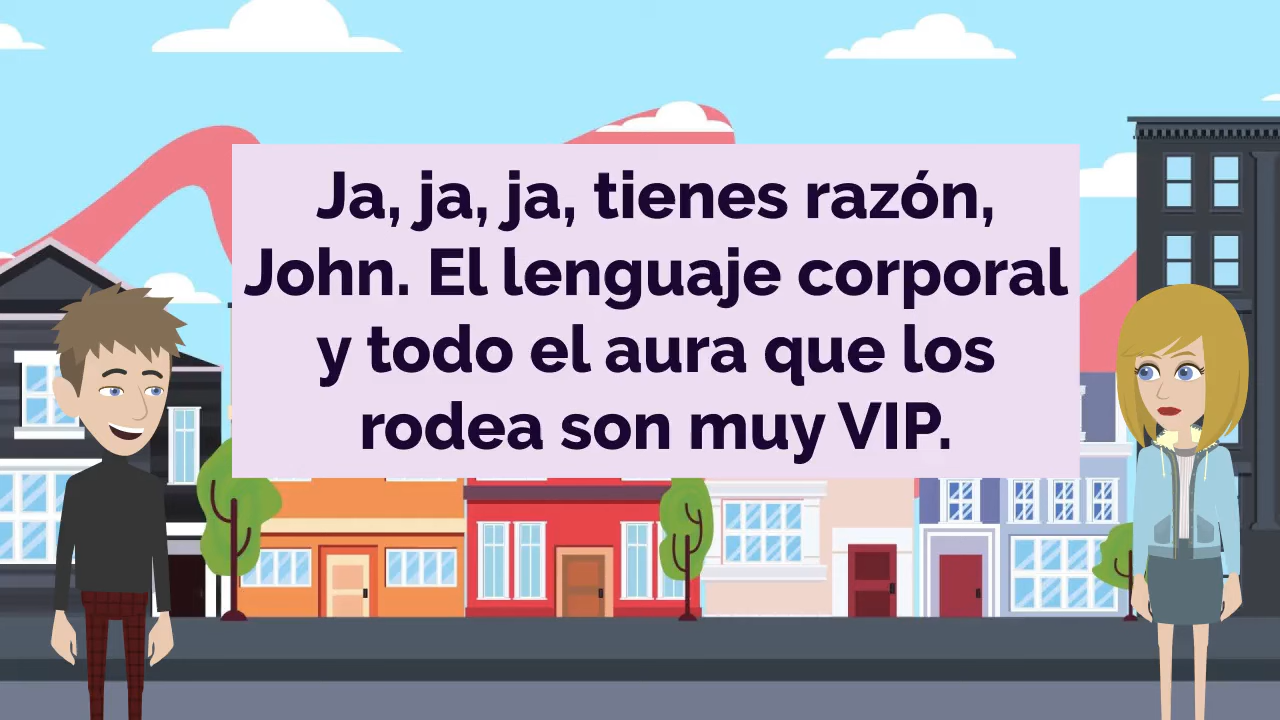 Ja, ja, ja, tienes razón,
John. El lenguaje corporal
y todo el aura que los
rodea son muy VIP.